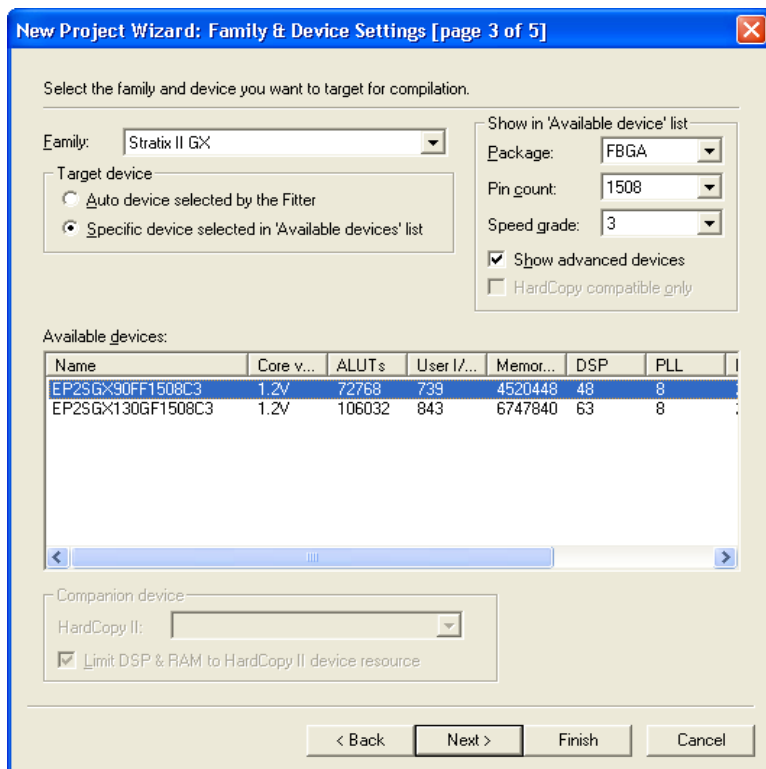 New Project Wizard: Family & Device Settings [page 3 of 5]
Select the family and device you want to target for compilation.
Family: Stratix II GX
Target device
Auto device selected by the Fitter
Specific device selected in 'Available devices' list
Show in 'Available device' list
Package: FBGA
Pin count: 1508
Speed grade: 3
Show advanced devices
HardCopy compatible only
Available devices:
Name Core v... ALUTs User I/... Memor... DSP PLL
EP2SGX90FF1508C3 1.2V 72768 739 4520448 48 8
EP2SGX130GF1508C3 1.2V 106032 843 6747840 63 8
Companion device
HardCopy II:
Limit DSP & RAM to HardCopy II device resource
< Back Next > Finish Cancel